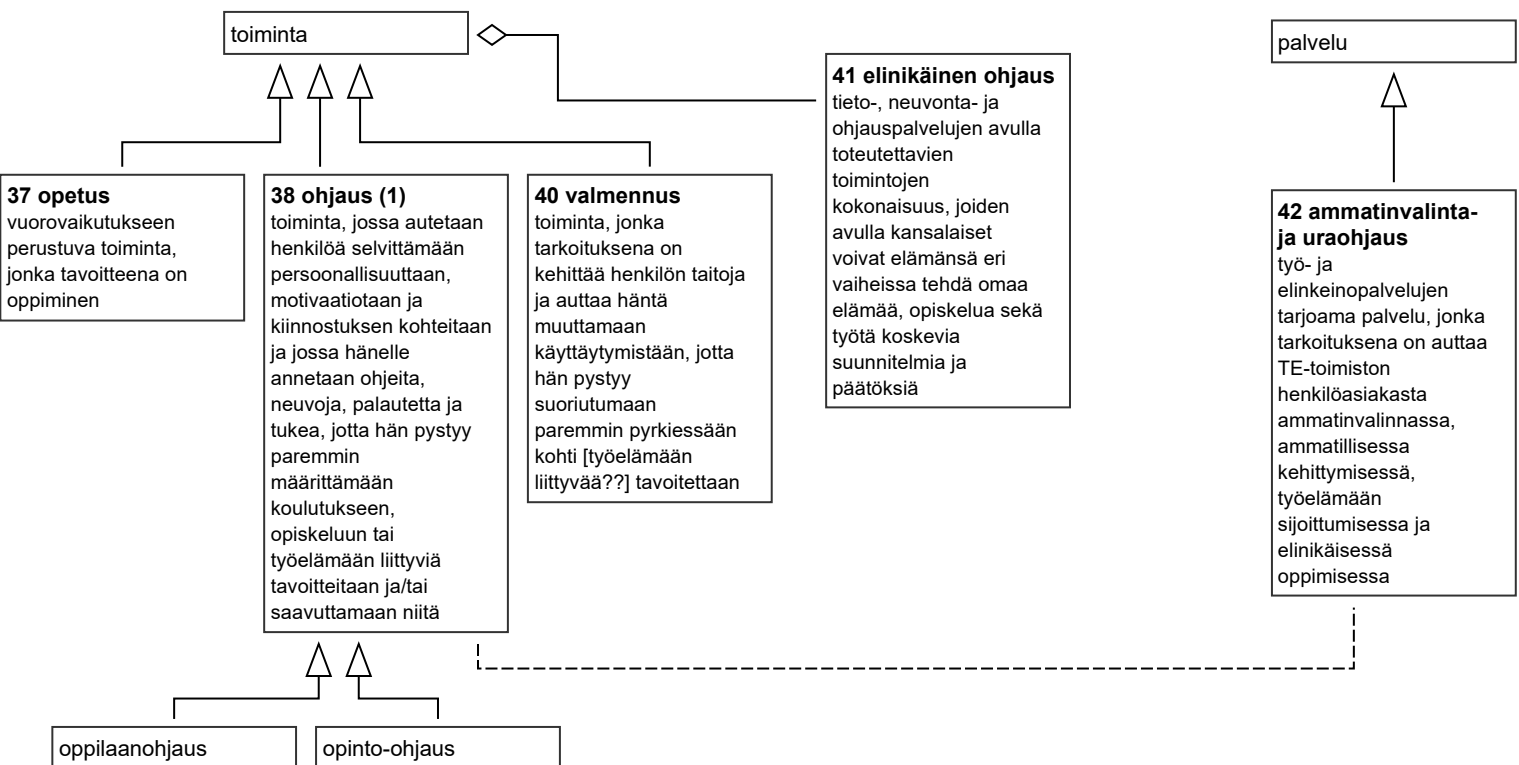 toiminta
palvelu
41 elinikäinen ohjaus
tieto-, neuvonta- ja
ohjauspalvelujen avulla
toteutettavien
toimintojen
kokonaisuus, joiden
avulla kansalaiset
voivat elämänsä eri
vaiheissa tehdä omaa
elämää, opiskelua sekä
työtä koskevia
suunnitelmia ja
päätöksiä
37 opetus
vuorovaikutukseen
perustuva toiminta,
jonka tavoitteena on
oppiminen
38 ohjaus (1)
toiminta, jossa autetaan
henkilöä selvittämään
persoonallisuuttaan,
motivaatiotaan ja
kiinnostuksen kohteitaan
ja jossa hänelle
annetaan ohjeita,
neuvoja, palautetta ja
tukea, jotta hän pystyy
paremmin
määrittämään
koulutukseen,
opiskeluun tai
työelämään liittyviä
tavoitteitaan ja/tai
saavuttamaan niitä
40 valmennus
toiminta, jonka
tarkoituksena on
kehittää henkilön taitoja
ja auttaa häntä
muuttamaan
käyttäytymistään, jotta
hän pystyy
suoriutumaan
paremmin pyrkiessään
kohti [työelämään
liittyvää??] tavoitettaan
42 ammatinvalinta-
ja uraohjaus
työ- ja
elinkeinopalvelujen
tarjoama palvelu, jonka
tarkoituksena on auttaa
TE-toimiston
henkilöasiakasta
ammatinvalinnassa,
ammatillisessa
kehittymisessä,
työelämään
sijoittumisessa ja
elinikäisessä
oppimisessa
oppilaanohjaus
opinto-ohjaus